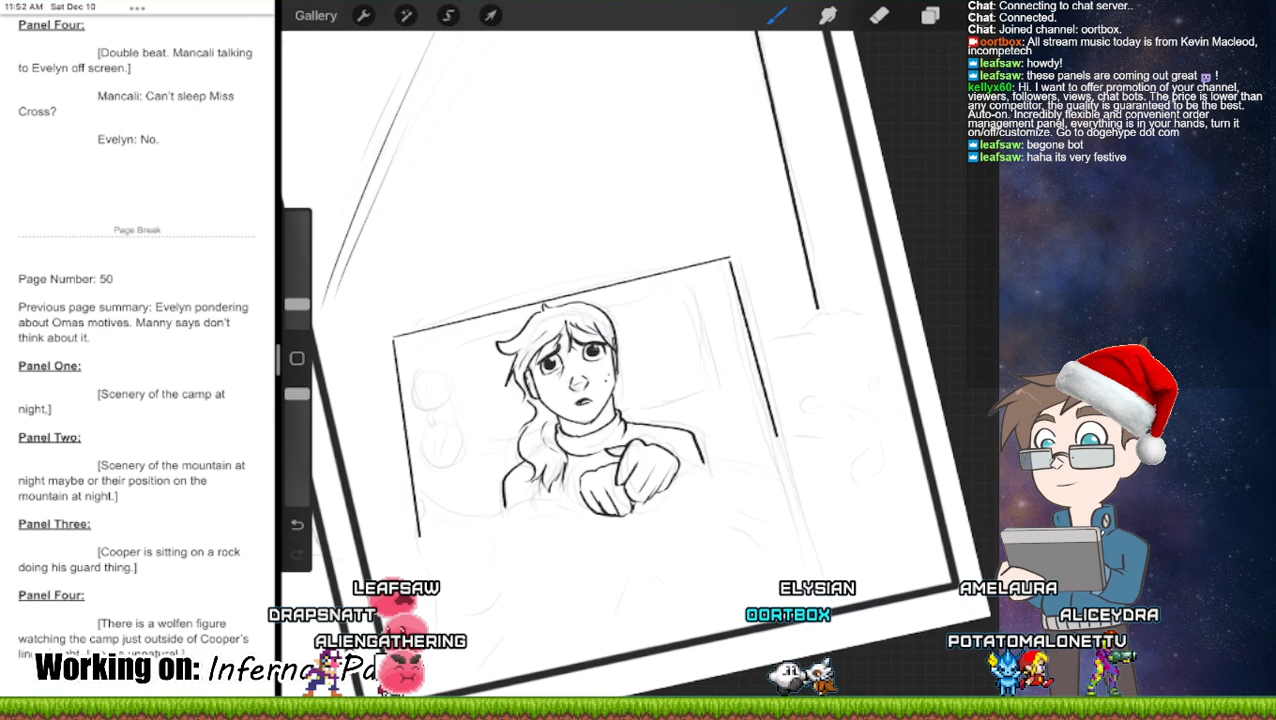 11:52 AM Sat Dec 10
Panel Four:
[Double beat. Mancali talking
to Evelyn off screen.]
Mancali: Can't sleep Miss
Cross?
Evelyn: No.
Page Break
Page Number: 50
Previous page summary: Evelyn pondering
about Omas motives. Manny says don't
think about it.
Panel One:
[Scenery of the camp at
night,]
Panel Two:
[Scenery of the mountain at
night maybe or their position on the
mountain at night.]
Panel Three:
[Cooper is sitting on a rock
doing his guard thing.]
Panel Four:
[There is a wolfen figure
watching the camp just outside of Cooper's
Working on: Inferna
Gallery
Chat: Connecting to chat server..
Chat: Connected.
Chat: Joined channel: oortbox.
oortbox: All stream music today is from Kevin Macleod,
incompetech
leafsaw: howdy!
leafsaw: these panels are coming out great !
kellyx60: Hi. I want to offer promotion of your channel,
viewers, followers, views, chat bots. The price is lower than
any competitor, the quality is guaranteed to be the best.
Auto-on. Incredibly flexible and convenient order
management panel, everything is in your hands, turn it
on/off/customize. Go to dogehype dot com
leafsaw: begone bot
leafsaw: haha its very festive
LEAFSAW
DRAPSNATT
ALIENGATHERING
ELYSIAN
OORTBOX
AMELAURA
ALICEYDRA
POTATOMALONETTV